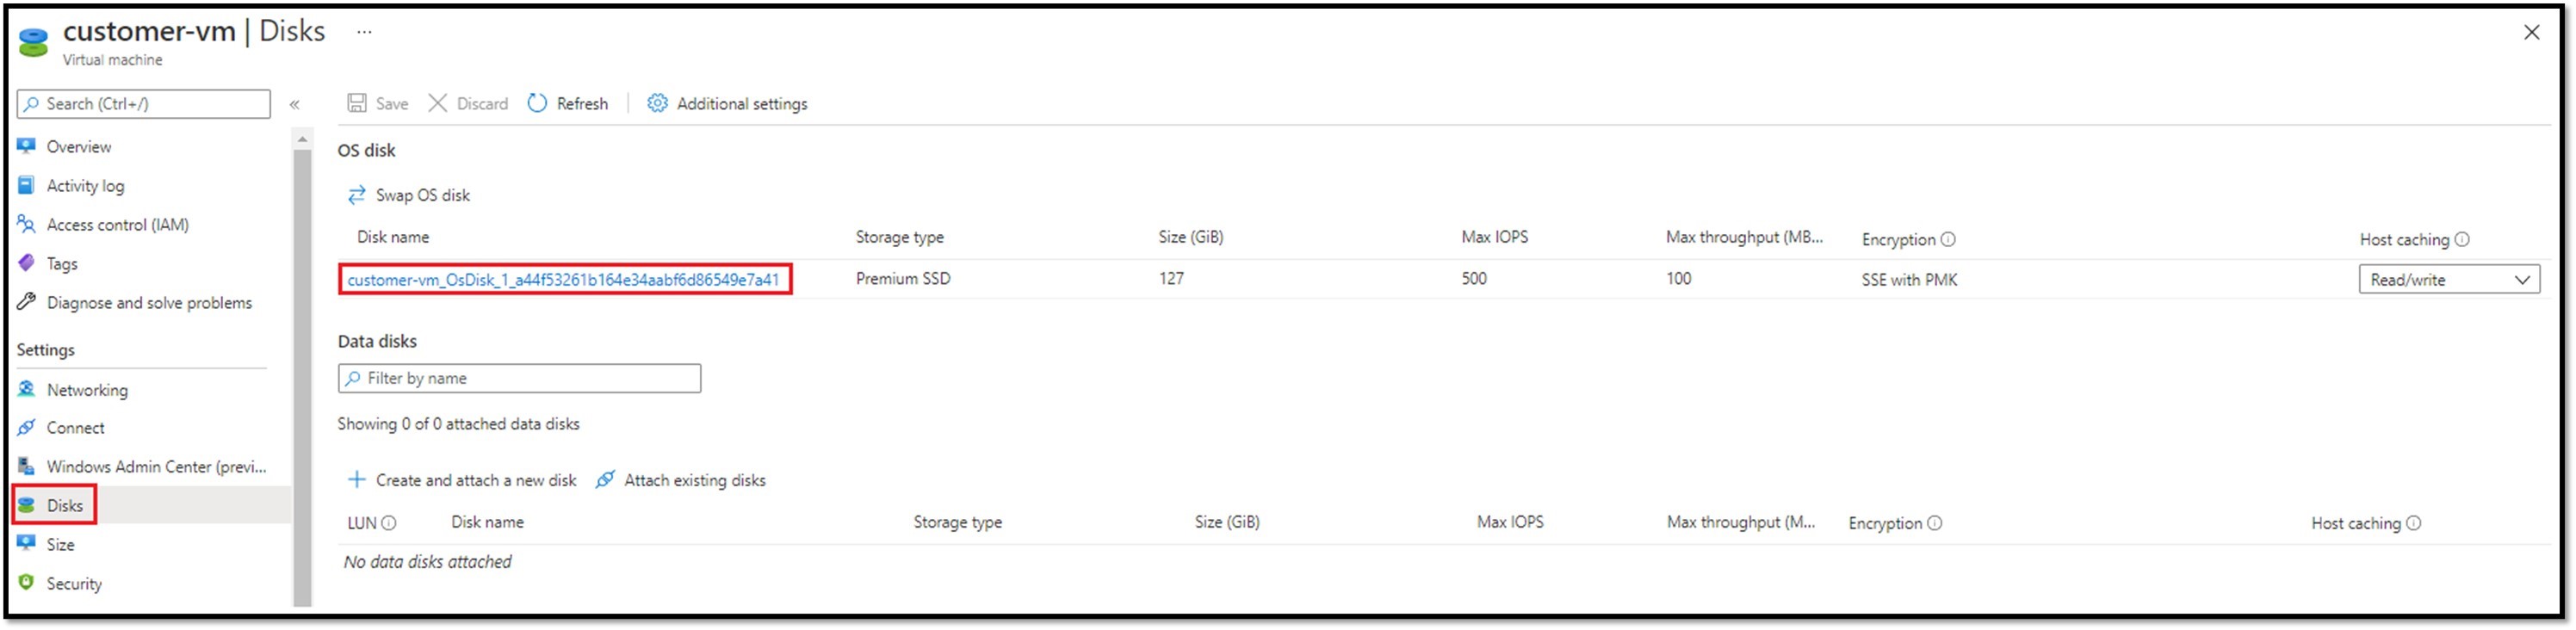 customer-vm | Disks ...
Virtual machine
Search (Ctrl+/)
«
Save Discard Refresh Additional settings
Overview
Activity log
Access control (IAM)
Tags
Diagnose and solve problems
Settings
Networking
Connect
Windows Admin Center (previ...
Disks
Size
Security
OS disk
Swap OS disk
Disk name Storage type Size (GiB) Max IOPS Max throughput (MB... Encryption Host caching
customer-vm_OsDisk_1_a44f53261b164e34aabf6d86549e7a41 Premium SSD 127 500 100 SSE with PMK Read/write
Data disks
Filter by name
Showing 0 of 0 attached data disks
Create and attach a new disk Attach existing disks
LUN Disk name Storage type Size (GiB) Max IOPS Max throughput (M... Encryption Host caching
No data disks attached